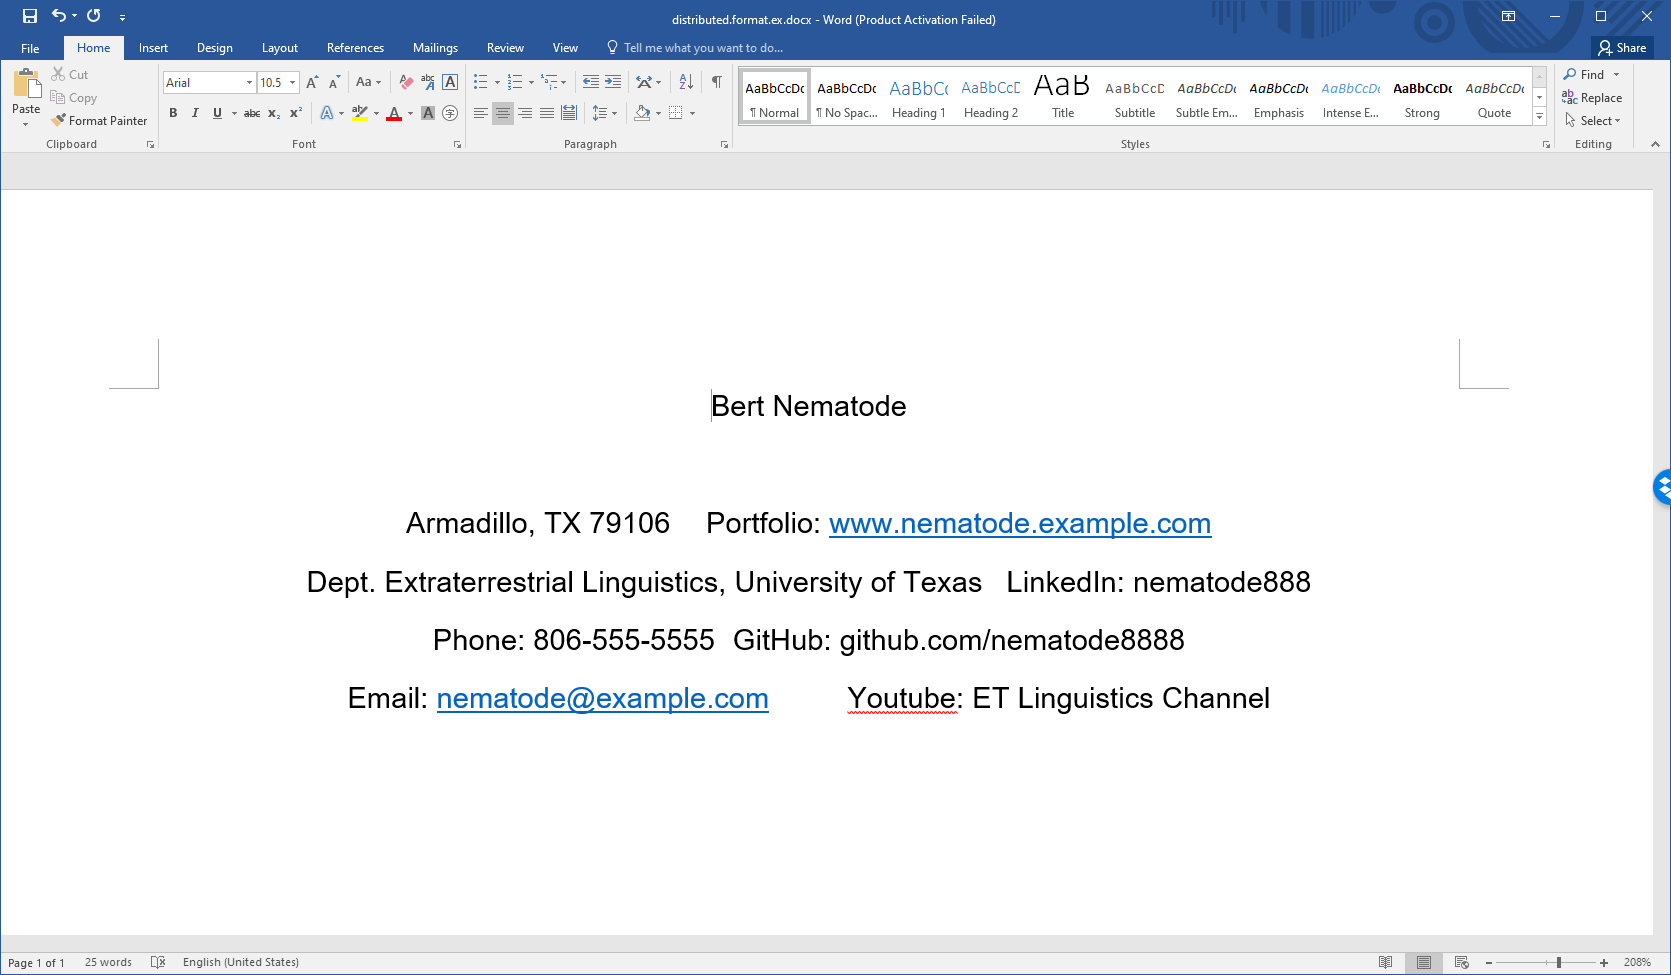 distributed.format.ex.docx - Word (Product Activation Failed)
File Home Insert Design Layout References Mailings Review View Tell me what you want to do... Share
Paste Cut Copy Format Painter
Arial 10.5
AaBbCcDc AaBbCcDc AaBbC( AaBbCcD AaB AaBbCcD AaBbCcDc AaBbCcDc AaBbCcDc AaBbCcDc AaBbCcDc
¶ Normal ¶ No Spac... Heading 1 Heading 2 Title Subtitle Subtle Em... Emphasis Intense E... Strong Quote
Find Replace Select
Clipboard Font Paragraph Styles Editing
Bert Nematode
Armadillo, TX 79106 Portfolio: www.nematode.example.com
Dept. Extraterrestrial Linguistics, University of Texas LinkedIn: nematode888
Phone: 806-555-5555 GitHub: github.com/nematode8888
Email: nematode@example.com Youtube: ET Linguistics Channel
Page 1 of 1 25 words English (United States) 208%